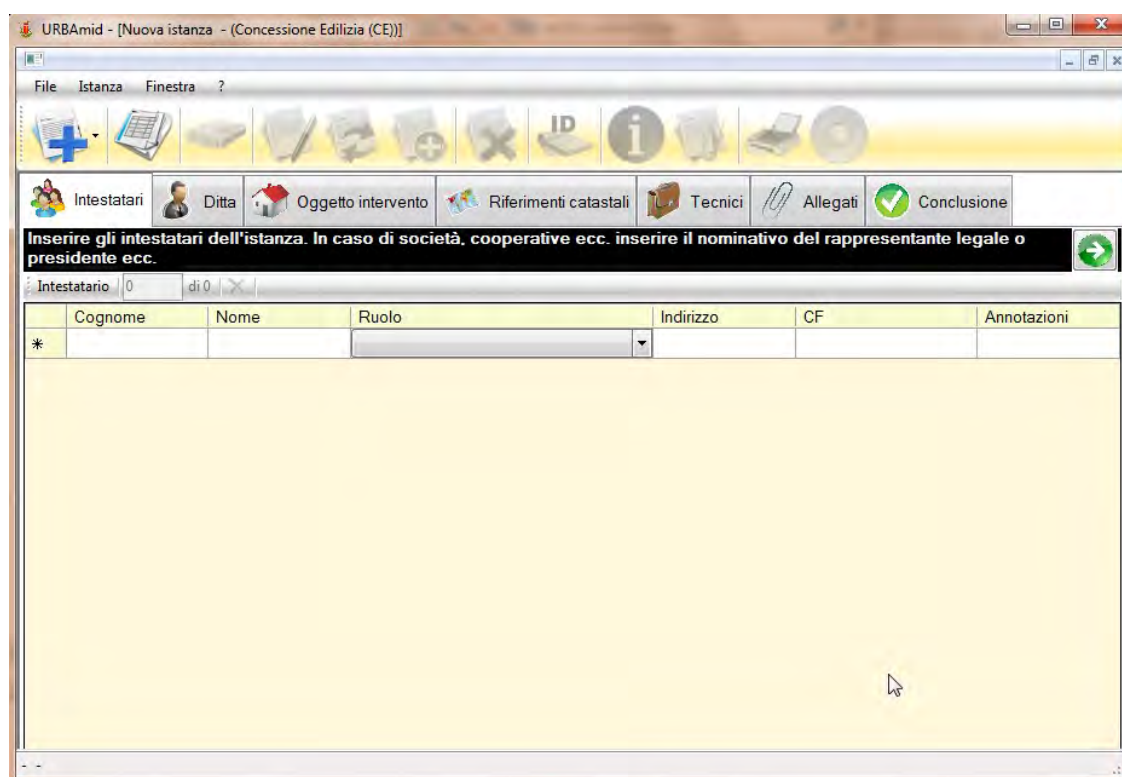 URBAmid - [Nuova istanza - (Concessione Edilizia (CE))]
File Istanza Finestra ?
ID
Intestatari Ditta Oggetto intervento Riferimenti catastali Tecnici Allegati Conclusione
Inserire gli intestatari dell'istanza. In caso di società, cooperative ecc. inserire il nominativo del rappresentante legale o
presidente ecc.
Intestatario 0 di 0
Cognome Nome Ruolo Indirizzo CF Annotazioni
*
- -